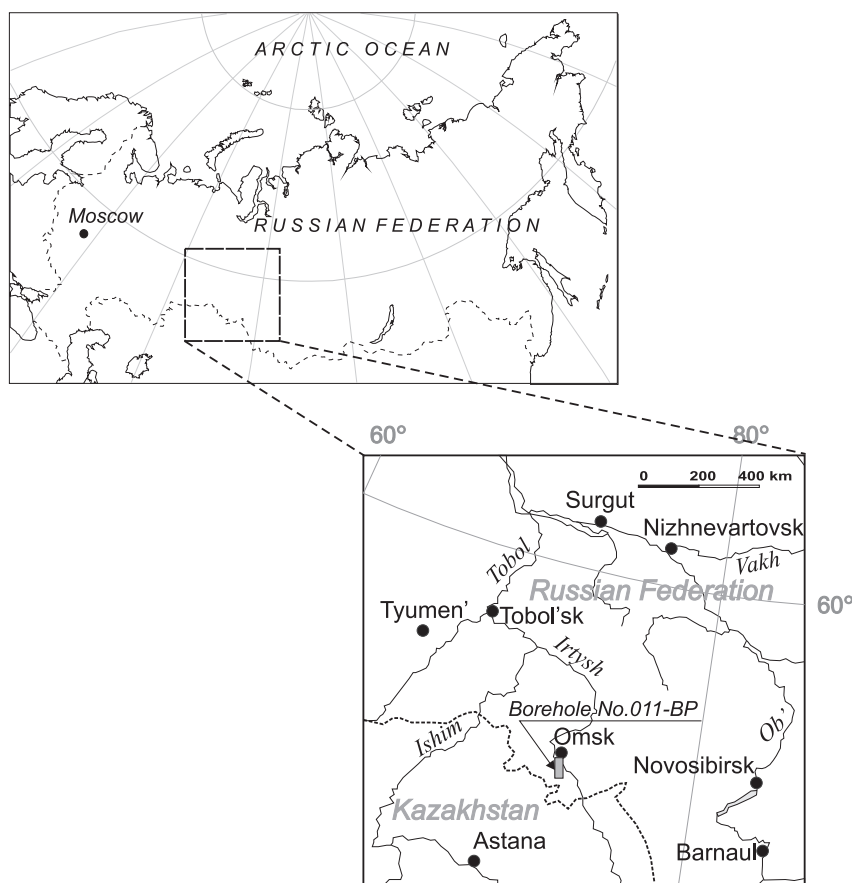 ARCTIC OCEAN
Moscow
RUSSIAN FEDERATION
60°
80°
0 200 400 km
Surgut
Nizhnevartovsk
Vakh
Tobol
Russian Federation
60°
Tyumen'
Tobol'sk
Irtysh
Borehole No.011-BP
Ishim
Omsk
Ob'
Novosibirsk
Kazakhstan
Astana
Barnaul